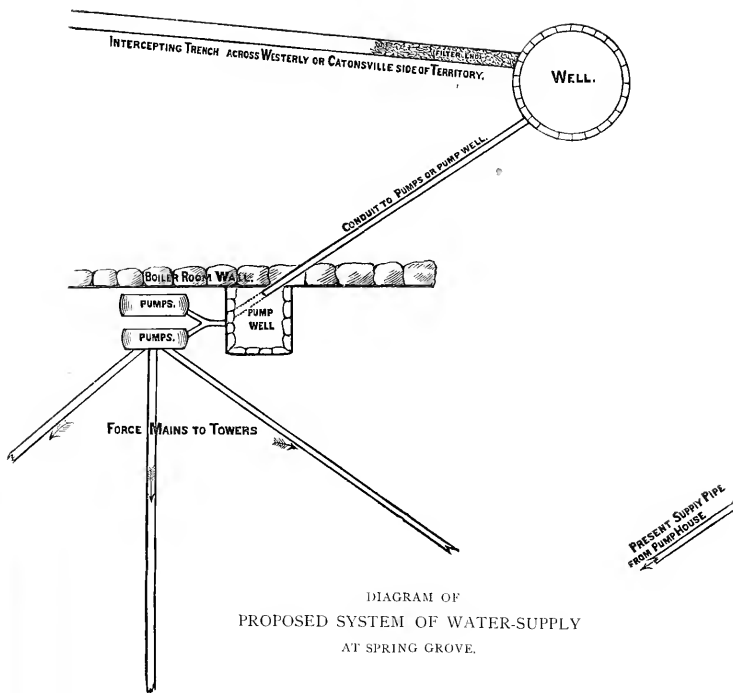 INTERCEPTING TRENCH ACROSS WESTERLY OR CATONSVILLE SIDE OF TERRITORY.
(FILTER END)
WELL.
CONDUIT TO PUMPS OR PUMP WELL.
BOILER ROOM WALL.
PUMPS.
PUMP
WELL
PUMPS.
FORCE MAINS TO TOWERS
PRESENT SUPPLY PIPE
FROM PUMP HOUSE
DIAGRAM OF
PROPOSED SYSTEM OF WATER-SUPPLY
AT SPRING GROVE.